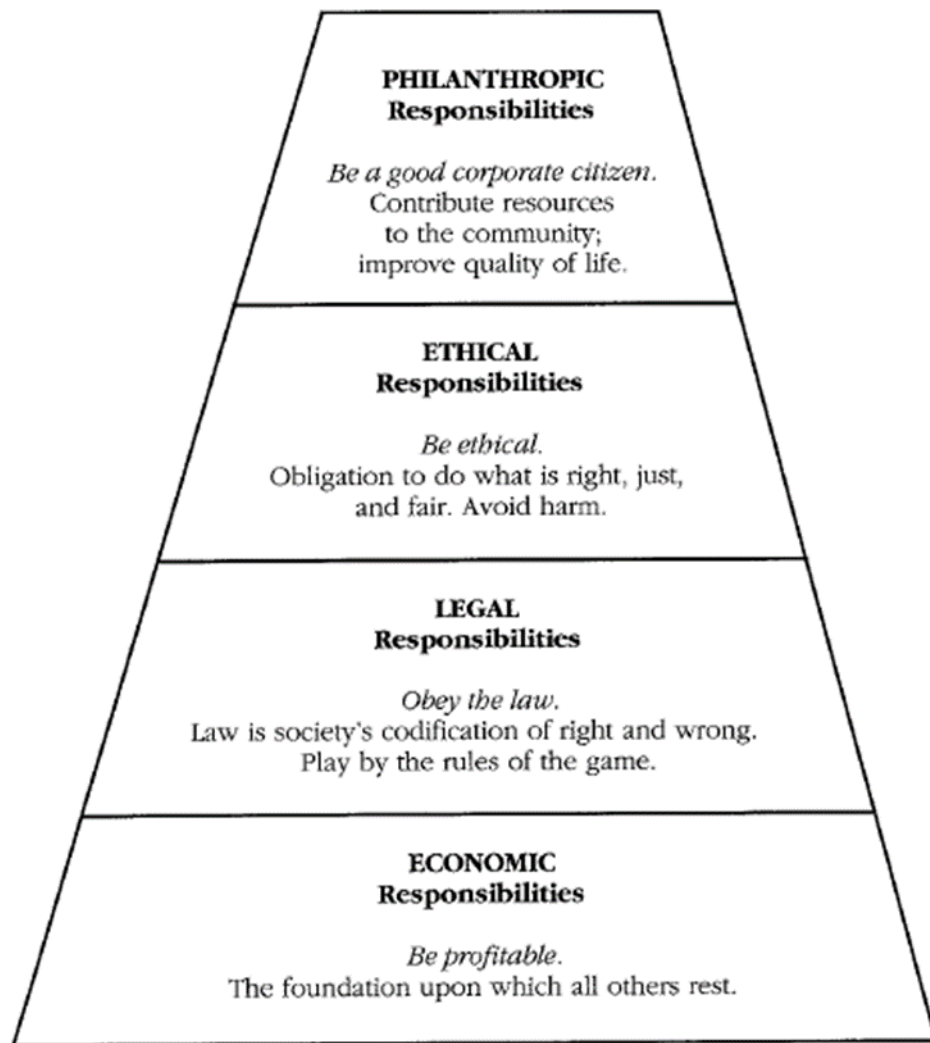 PHILANTHROPIC
Responsibilities
Be a good corporate citizen.
Contribute resources
to the community;
improve quality of life.
ETHICAL
Responsibilities
Be ethical.
Obligation to do what is right, just,
and fair. Avoid harm.
LEGAL
Responsibilities
Obey the law.
Law is society's codification of right and wrong.
Play by the rules of the game.
ECONOMIC
Responsibilities
Be profitable.
The foundation upon which all others rest.